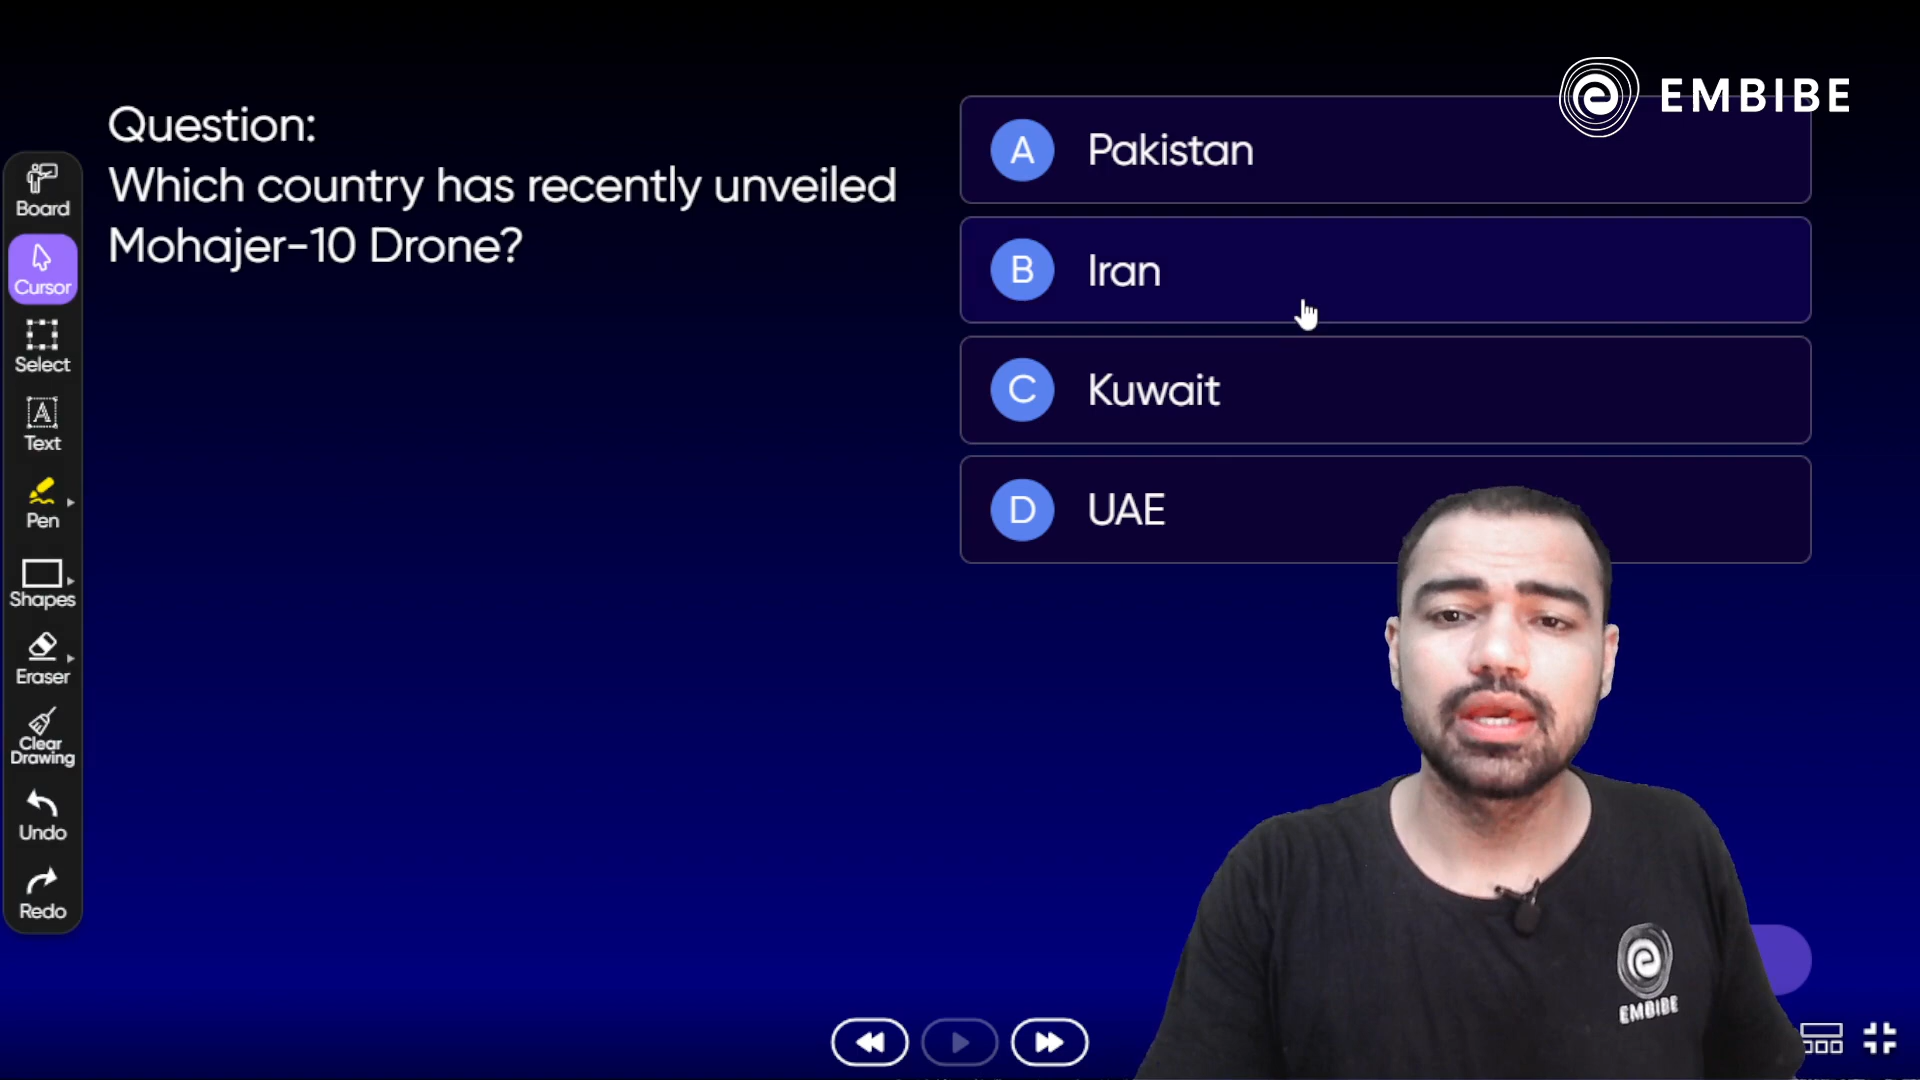 EMBIBE
Question:
Which country has recently unveiled
Mohajer-10 Drone?
A Pakistan
B Iran
C Kuwait
D UAE
Board
Cursor
Select
Text
Pen
Shapes
Eraser
Clear
Drawing
Undo
Redo
EMBIBE